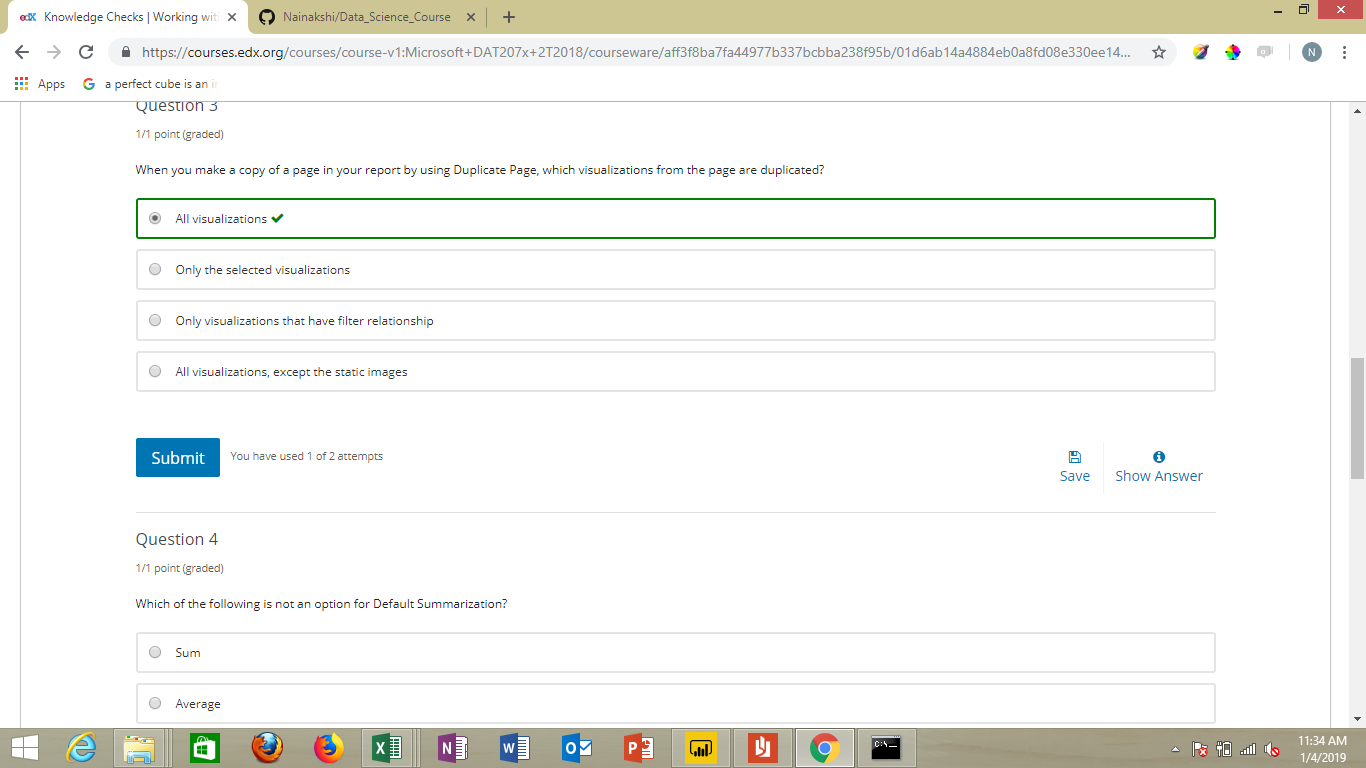 edX Knowledge Checks | Working wit
Nainakshi/Data_Science_Course
https://courses.edx.org/courses/course-v1:Microsoft+DAT207x+2T2018/courseware/aff3f8ba7fa44977b337bcbba238f95b/01d6ab14a4884eb0a8fd08e330ee14...
N
Apps
G a perfect cube is an i
Question 3
1/1 point (graded)
When you make a copy of a page in your report by using Duplicate Page, which visualizations from the page are duplicated?
All visualizations
Only the selected visualizations
Only visualizations that have filter relationship
All visualizations, except the static images
Submit
You have used 1 of 2 attempts
Save
Show Answer
Question 4
1/1 point (graded)
Which of the following is not an option for Default Summarization?
Sum
Average
11:34 AM
1/4/2019